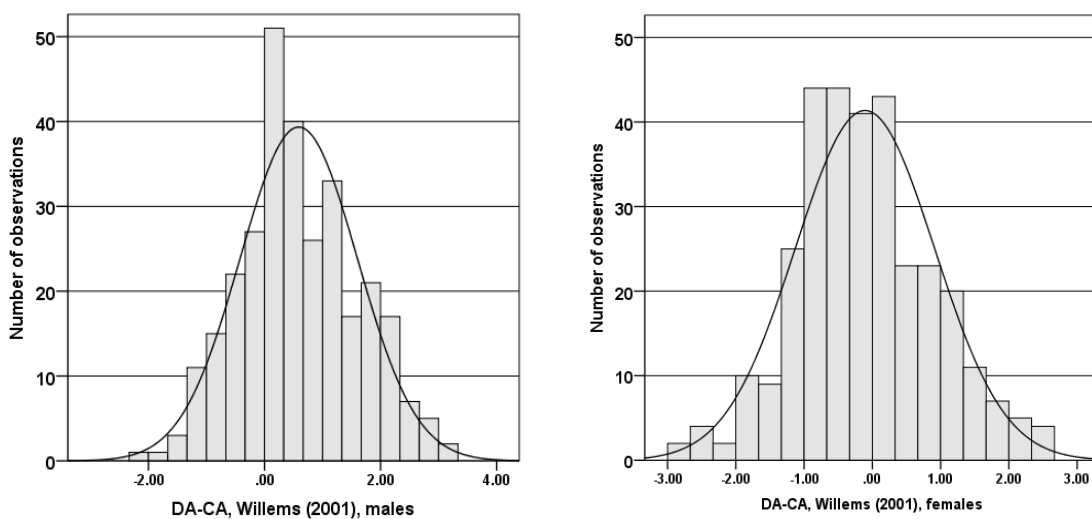 Number of observations
50
40
30
20
10
0
-2.00 .00 2.00 4.00
DA-CA, Willems (2001), males
Number of observations
50
40
30
20
10
0
-3.00 -2.00 -1.00 .00 1.00 2.00 3.00
DA-CA, Willems (2001), females